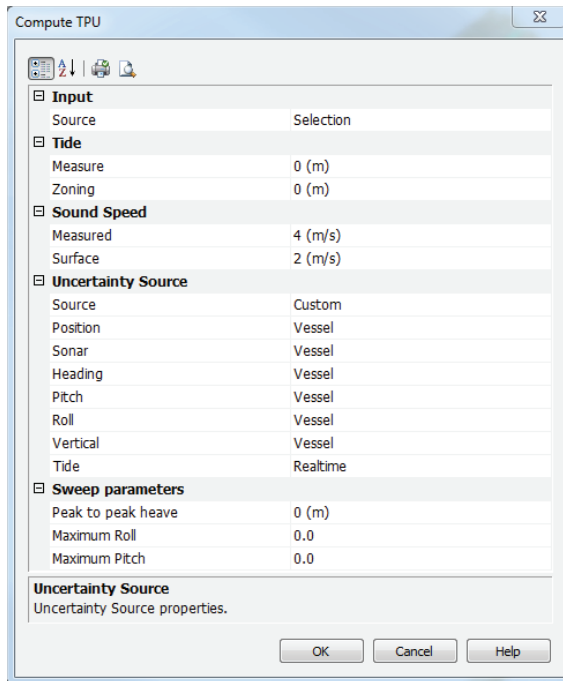 Compute TPU
Input
Source Selection
Tide
Measure 0 (m)
Zoning 0 (m)
Sound Speed
Measured 4 (m/s)
Surface 2 (m/s)
Uncertainty Source
Source Custom
Position Vessel
Sonar Vessel
Heading Vessel
Pitch Vessel
Roll Vessel
Vertical Vessel
Tide Realtime
Sweep parameters
Peak to peak heave 0 (m)
Maximum Roll 0.0
Maximum Pitch 0.0
Uncertainty Source
Uncertainty Source properties.
OK Cancel Help